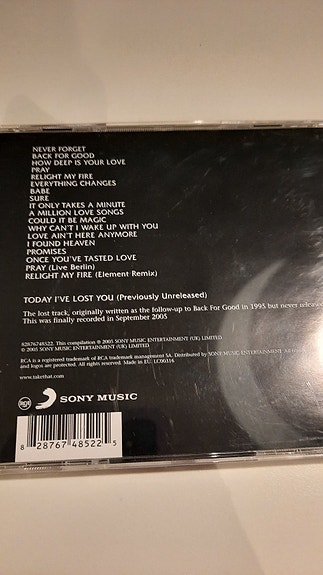 NEVER FORGET
BACK FOR GOOD
HOW DEEP IS YOUR LOVE
PRAY
RELIGHT MY FIRE
EVERYTHING CHANGES
BABE
SURE
IT ONLY TAKES A MINUTE
A MILLION LOVE SONGS
COULD IT BE MAGIC
WHY CAN'T I WAKE UP WITH YOU
LOVE AIN'T HERE ANYMORE
I FOUND HEAVEN
PROMISES
ONCE YOU'VE TASTED LOVE
PRAY (Live Berlin)
RELIGHT MY FIRE (Element Remix)
TODAY I'VE LOST YOU (Previously Unreleased)
The lost track, originally written as the follow-up to Back For Good in 1995 but never released
This was finally recorded in September 2005
82876748522. This compilation ℗ 2005 SONY MUSIC ENTERTAINMENT (UK) LIMITED
© 2005 SONY MUSIC ENTERTAINMENT (UK) LIMITED
RCA is a registered trademark of RCA trademark management SA. Distributed by SONY MUSIC ENTERTAINMENT.
and logos are protected. All rights reserved. Made in EU. LC00316
www.takethat.com
RCA SONY MUSIC
8 28767 48522 5